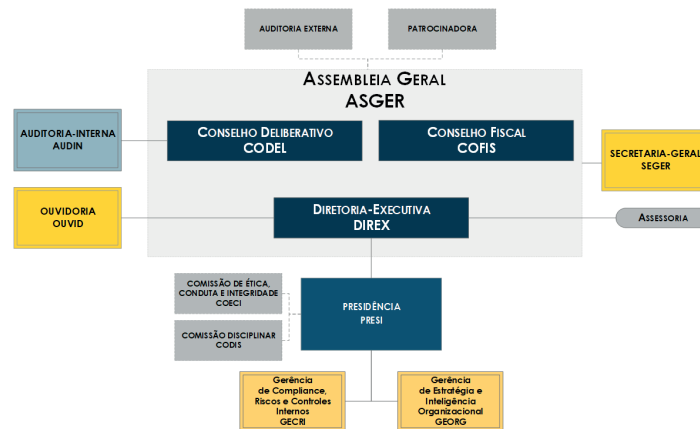 AUDITORIA EXTERNA
PATROCINADORA
ASSEMBLEIA GERAL
ASGER
AUDITORIA-INTERNA
AUDIN
CONSELHO DELIBERATIVO
CODEL
CONSELHO FISCAL
COFIS
SECRETARIA-GERAL
SEGER
OUVIDORIA
OUVID
DIRETORIA-EXECUTIVA
DIREX
ASSESSORIA
COMISSÃO DE ÉTICA,
CONDUTA E INTEGRIDADE
COECI
PRESIDÊNCIA
PRESI
COMISSÃO DISCIPLINAR
CODIS
Gerência
de Compliance,
Riscos e Controles
Internos
GECRI
Gerência
de Estratégia e
Inteligência
Organizacional
GEORG